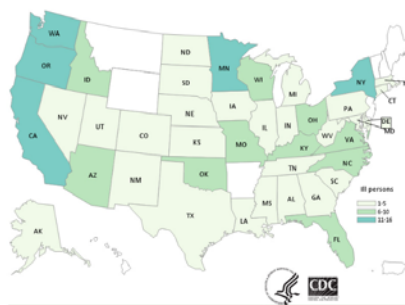 WA
ND
MN
OR
ID
WI
NY
SD
MI
CT
IA
PA
NE
NV
OH
DE
IL
IN
MD
UT
CO
WV
VA
CA
KS
MO
KY
NC
TN
AZ
OK
NM
SC
MS
AL
GA
Ill persons
TX
LA
1-5
6-10
AK
FL
11-16
CDC